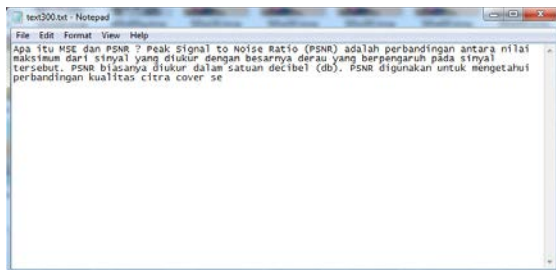 text300.txt - Notepad
File Edit Format View Help
Apa itu MSE dan PSNR ? Peak Signal to Noise Ratio (PSNR) adalah perbandingan antara nilai
maksimum dari sinyal yang diukur dengan besarnya derau yang berpengaruh pada sinyal
tersebut. PSNR biasanya diukur dalam satuan decibel (db). PSNR digunakan untuk mengetahui
perbandingan kualitas citra cover se